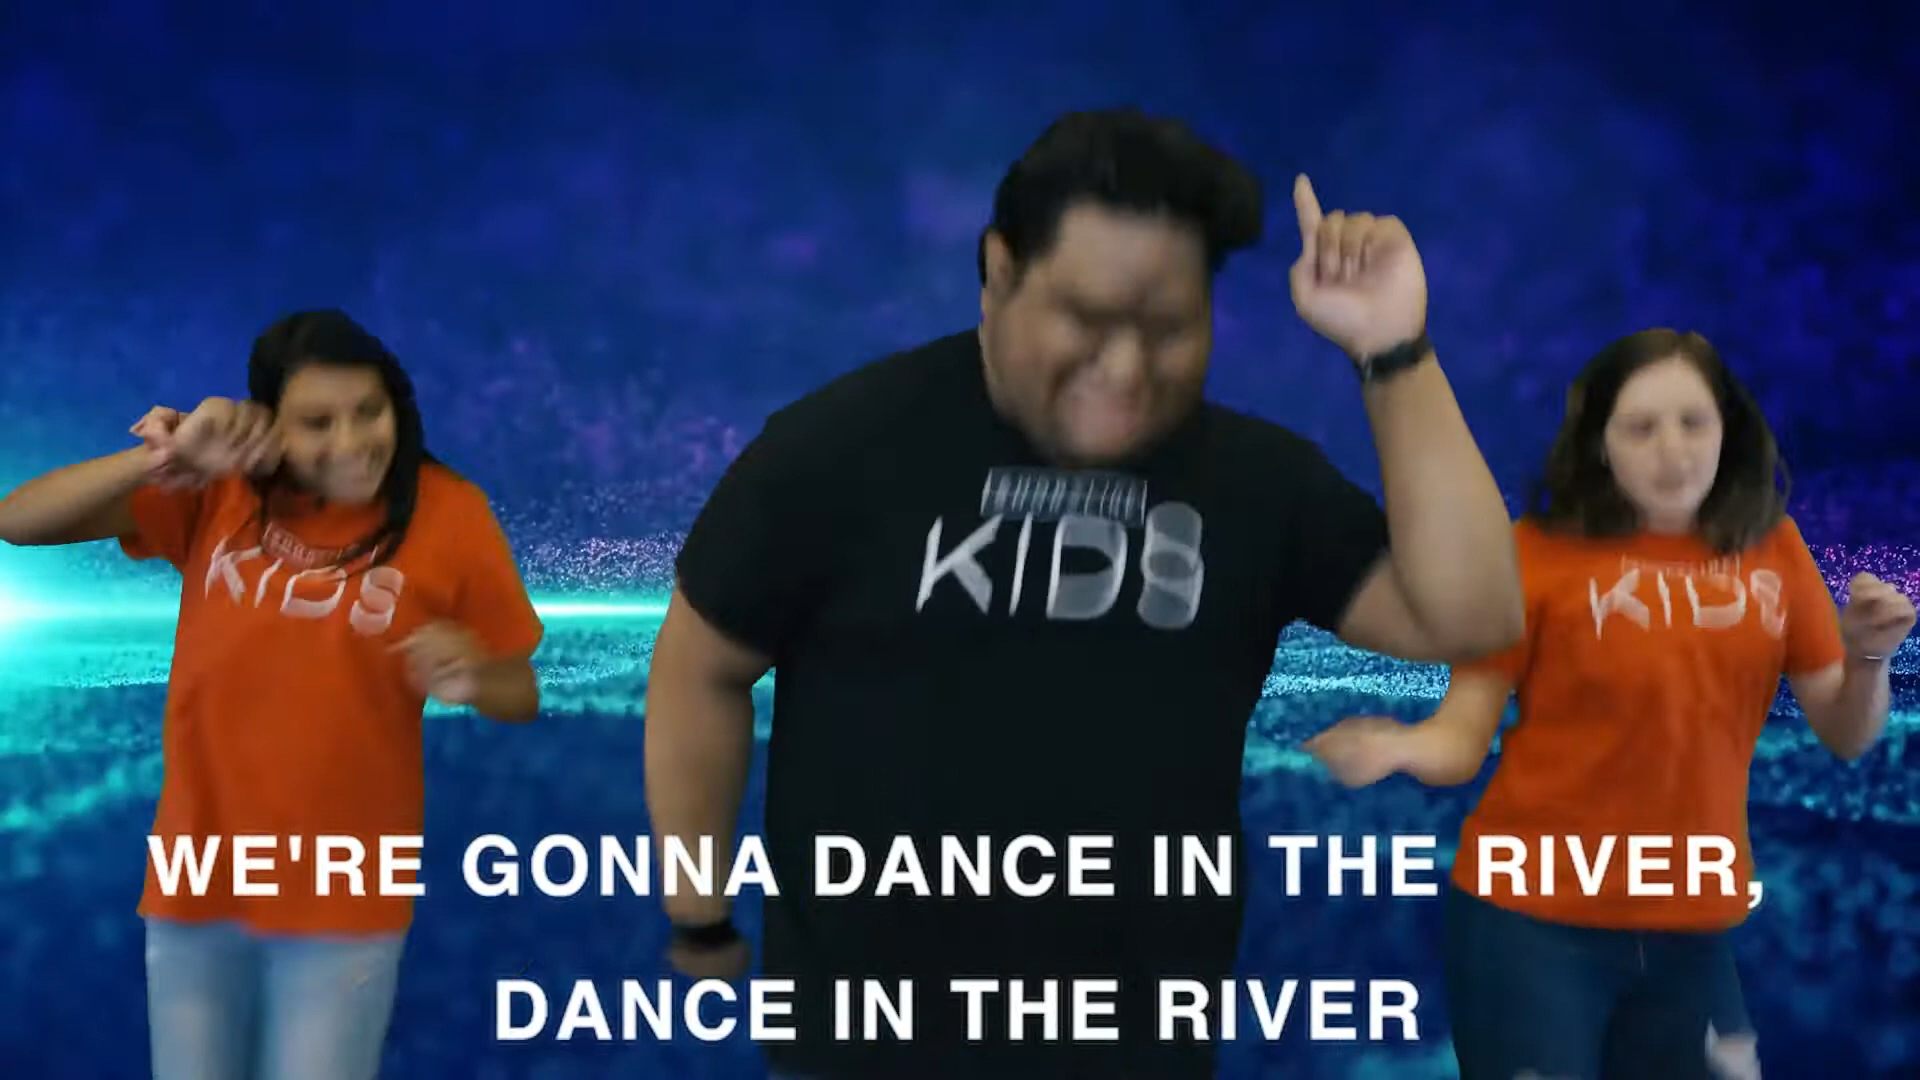 KIDS
KIDS
KIDS
WE'RE GONNA DANCE IN THE RIVER,
DANCE IN THE RIVER